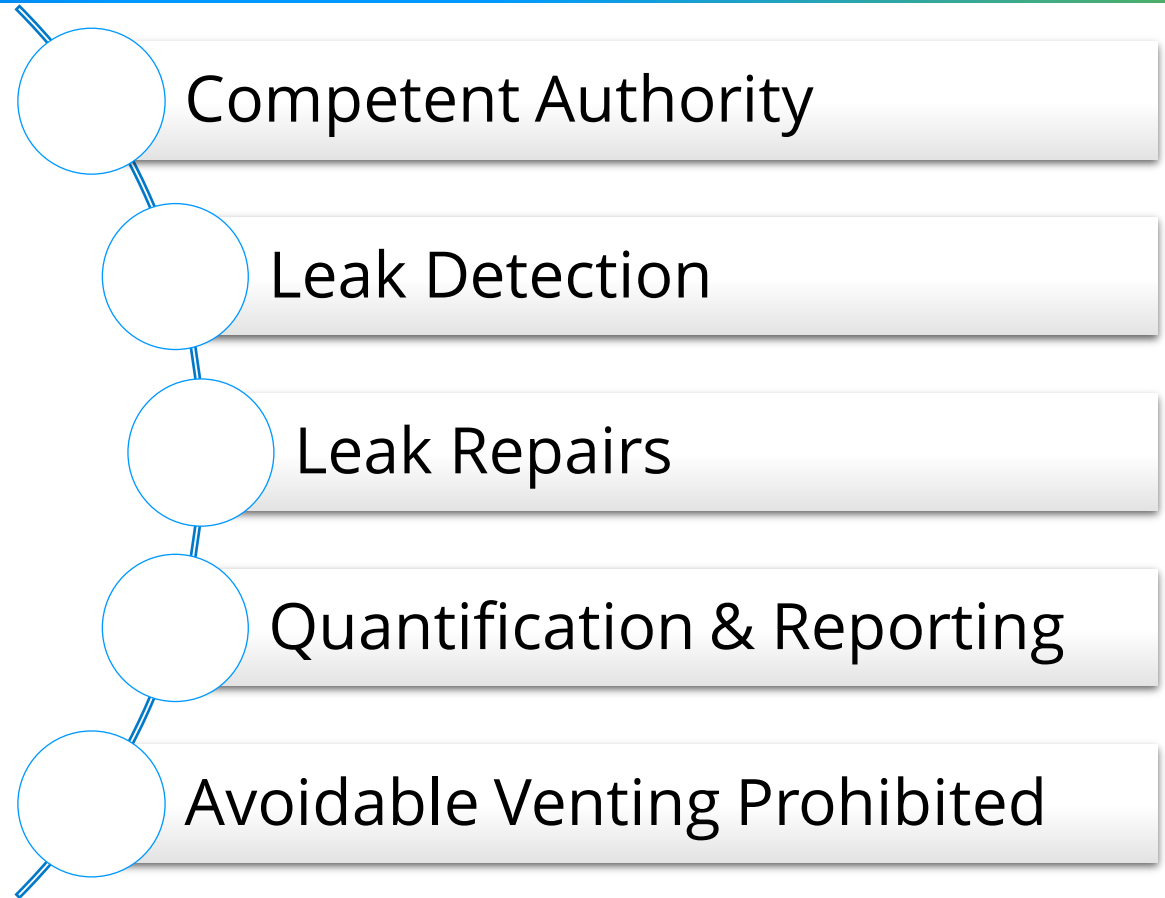 Competent Authority
Leak Detection
Leak Repairs
Quantification & Reporting
Avoidable Venting Prohibited